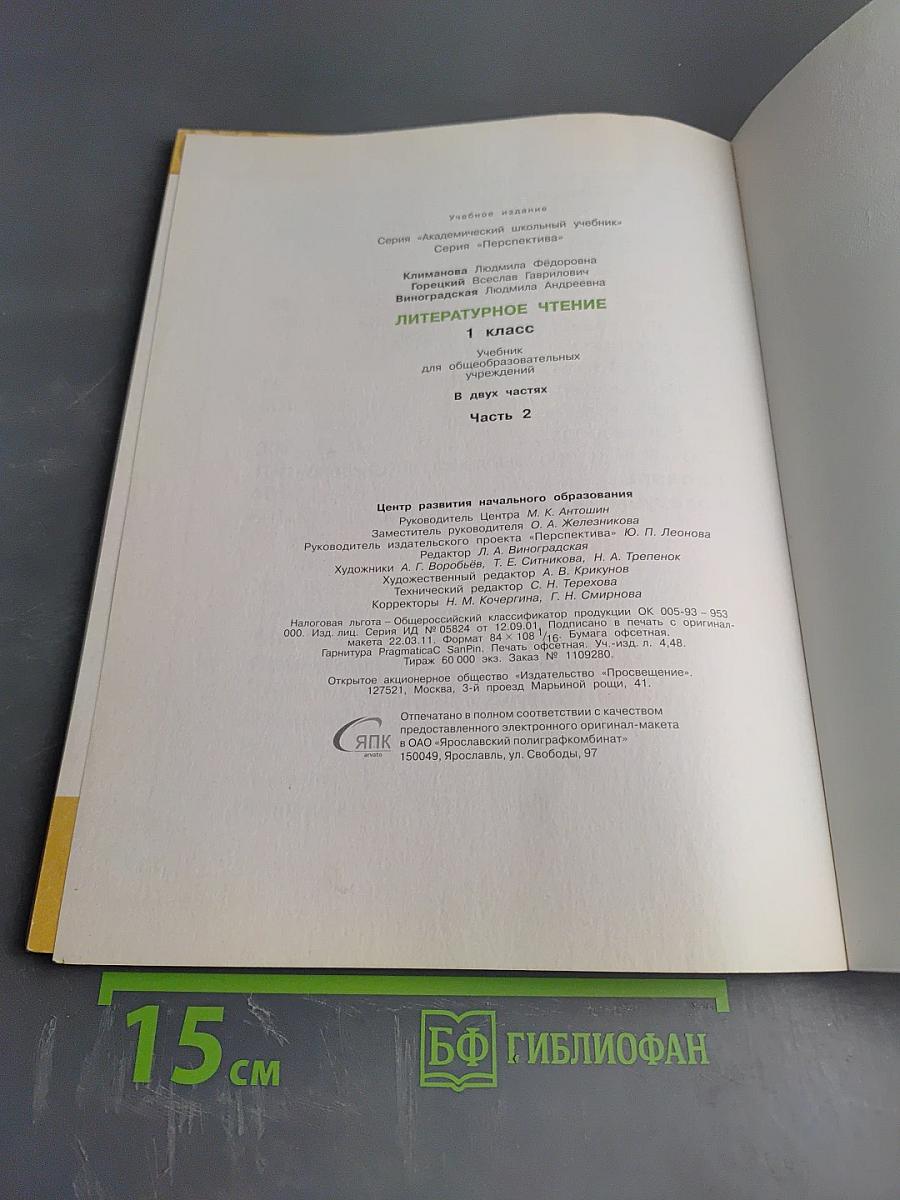 Учебное издание
Серия «Академический школьный учебник»
Серия «Перспектива»
Климанова Людмила Фёдоровна
Горецкий Всеслав Гаврилович
Виноградская Людмила Андреевна
ЛИТЕРАТУРНОЕ ЧТЕНИЕ
1 класс
Учебник
для общеобразовательных
учреждений
В двух частях
Часть 2
Центр развития начального образования
Руководитель Центра М. К. Антошин
Заместитель руководителя О. А. Железникова
Руководитель издательского проекта «Перспектива» Ю. П. Леонова
Редактор Л. А. Виноградская
Художники А. Г. Воробьёв, Т. Е. Ситникова, Н. А. Трепенок
Художественный редактор А. В. Крикунов
Технический редактор С. Н. Терехова
Корректоры Н. М. Кочергина, Г. Н. Смирнова
Налоговая льгота – Общероссийский классификатор продукции ОК 005-93 – 953
000. Изд. лиц. Серия ИД № 05824 от 12.09.01. Подписано в печать с оригинал-
макета 22.03.11. Формат 84 × 108 1/16. Бумага офсетная.
Гарнитура PragmaticaC SanPin. Печать офсетная. Уч.-изд. л. 4,48.
Тираж 60 000 экз. Заказ № 1109280.
Открытое акционерное общество «Издательство «Просвещение».
127521, Москва, 3-й проезд Марьиной рощи, 41.
ЯПК
arvato
Отпечатано в полном соответствии с качеством
предоставленного электронного оригинал-макета
в ОАО «Ярославский полиграфкомбинат»
150049, Ярославль, ул. Свободы, 97
15 см
БФ ГИБЛИОФАН